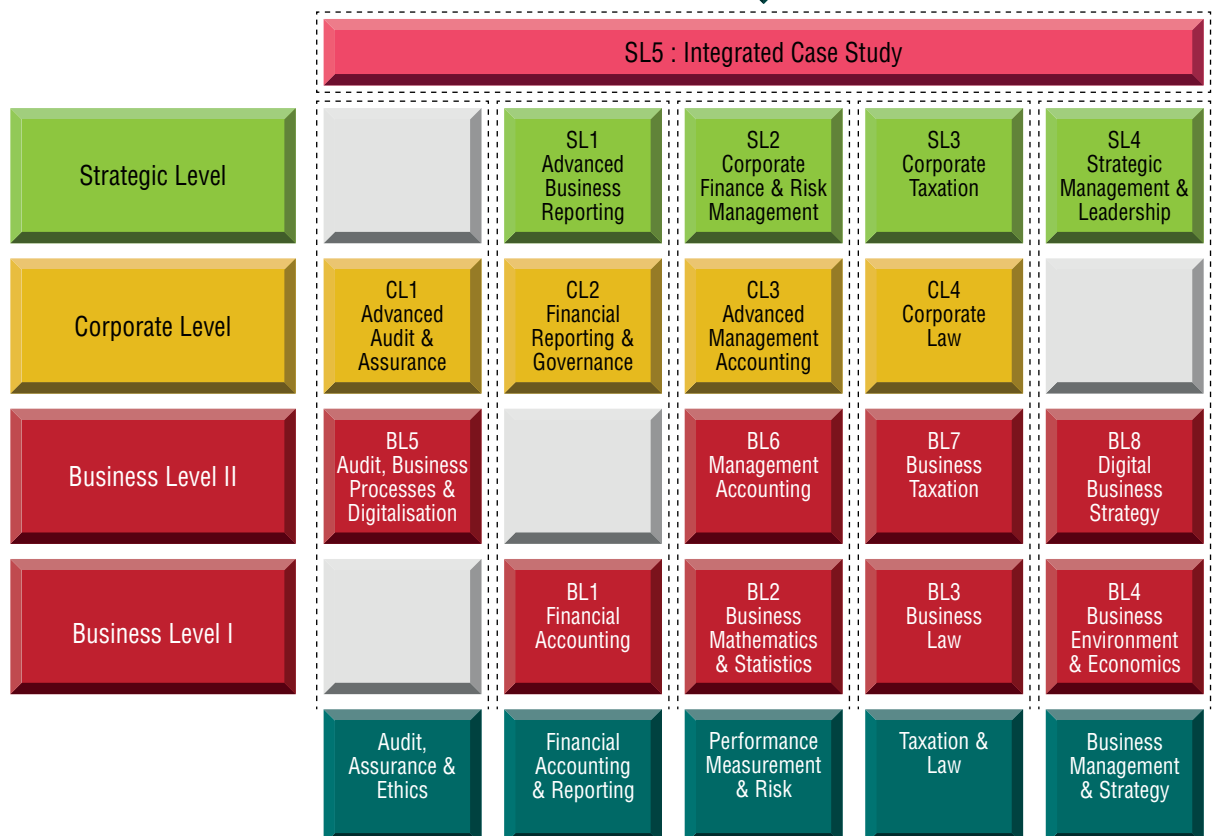 SL5 : Integrated Case Study
Strategic Level
SL1
Advanced
Business
Reporting
SL2
Corporate
Finance & Risk
Management
SL3
Corporate
Taxation
SL4
Strategic
Management &
Leadership
Corporate Level
CL1
Advanced
Audit &
Assurance
CL2
Financial
Reporting &
Governance
CL3
Advanced
Management
Accounting
CL4
Corporate
Law
Business Level II
BL5
Audit, Business
Processes &
Digitalisation
BL6
Management
Accounting
BL7
Business
Taxation
BL8
Digital
Business
Strategy
Business Level I
BL1
Financial
Accounting
BL2
Business
Mathematics
& Statistics
BL3
Business
Law
BL4
Business
Environment
& Economics
Audit,
Assurance &
Ethics
Financial
Accounting
& Reporting
Performance
Measurement
& Risk
Taxation &
Law
Business
Management
& Strategy